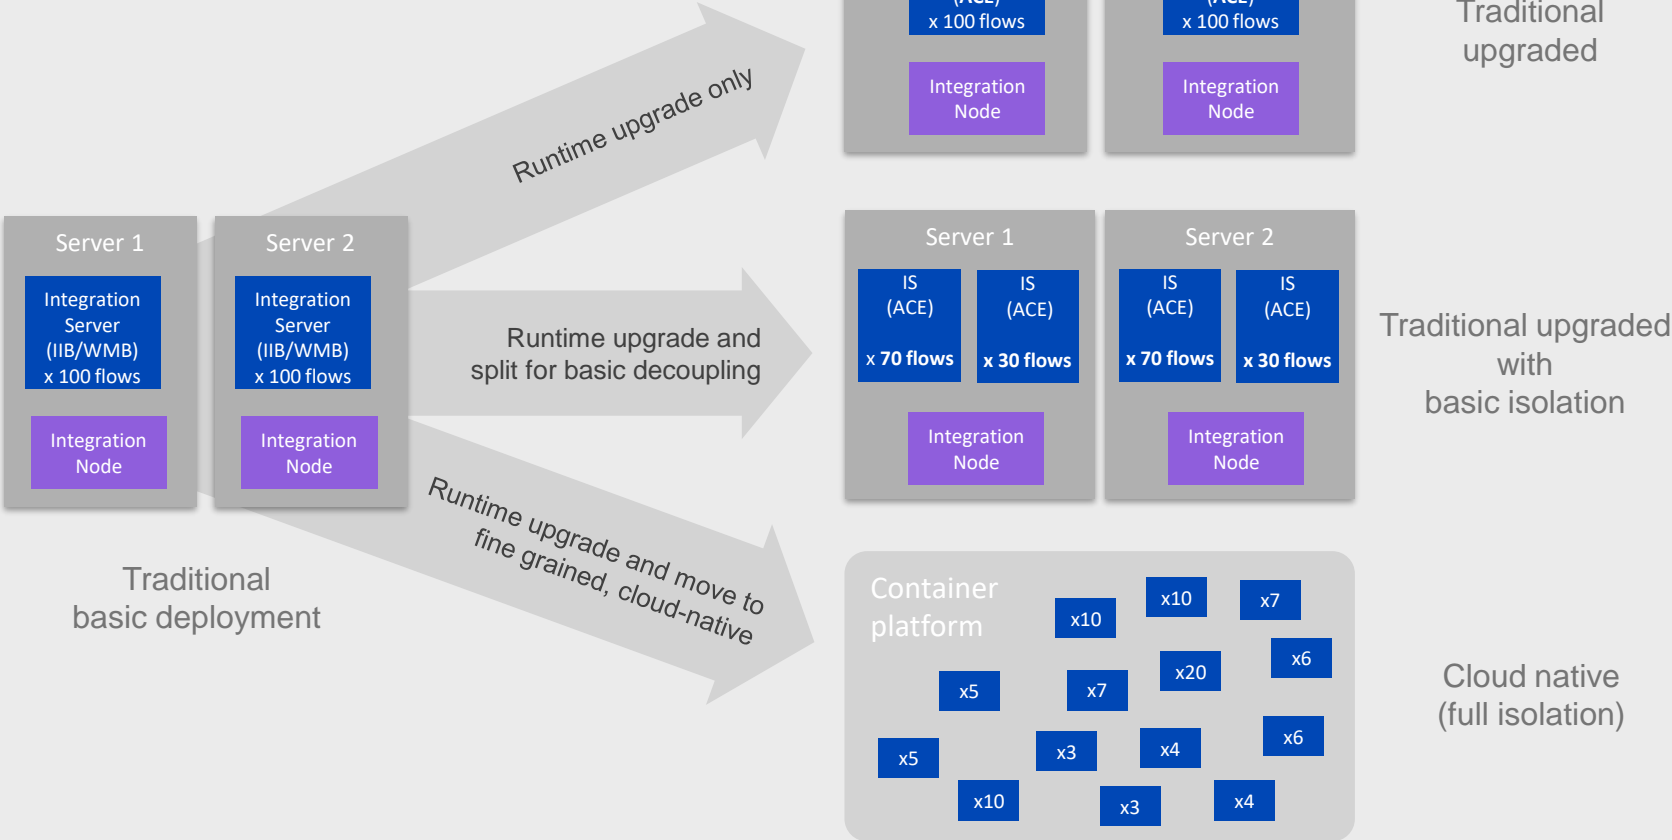 (ACE)
x 100 flows
Integration
Node
(ACE)
x 100 flows
Integration
Node
Traditional
upgraded
Runtime upgrade only
Server 1
Integration
Server
(IIB/WMB)
x 100 flows
Integration
Node
Server 2
Integration
Server
(IIB/WMB)
x 100 flows
Integration
Node
Traditional
basic deployment
Runtime upgrade and
split for basic decoupling
Server 1
IS
(ACE)
x 70 flows
IS
(ACE)
x 30 flows
Integration
Node
Server 2
IS
(ACE)
x 70 flows
IS
(ACE)
x 30 flows
Integration
Node
Traditional upgraded
with
basic isolation
Runtime upgrade and move to
fine grained, cloud-native
Container
platform
x10
x10
x7
x5
x7
x20
x6
x5
x3
x4
x6
x10
x3
x4
Cloud native
(full isolation)